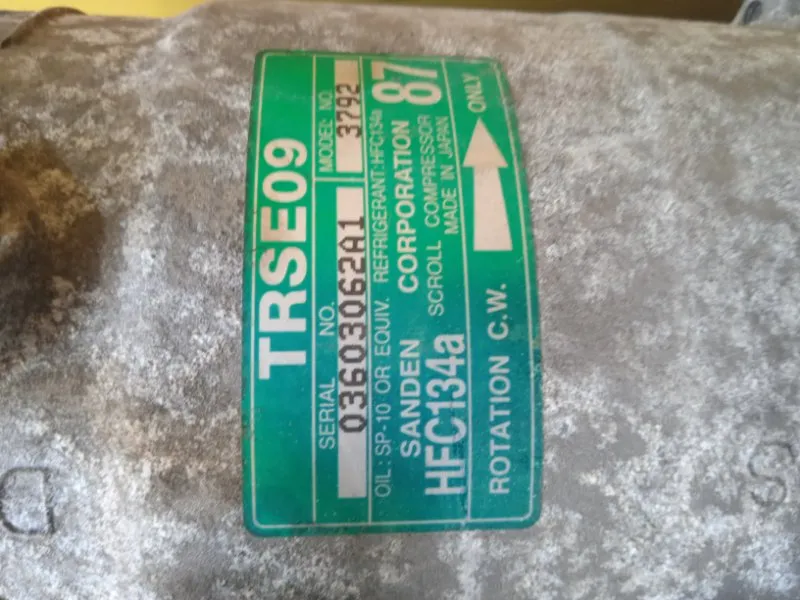 TRSE09
SERIAL NO.
MODEL NO.
03603062A1
3792
OIL: SP-10 OR EQUIV. REFRIGERANT: HFC134a
SANDEN CORPORATION 87
HFC134a SCROLL COMPRESSOR
MADE IN JAPAN
ROTATION C.W. ONLY
D
S